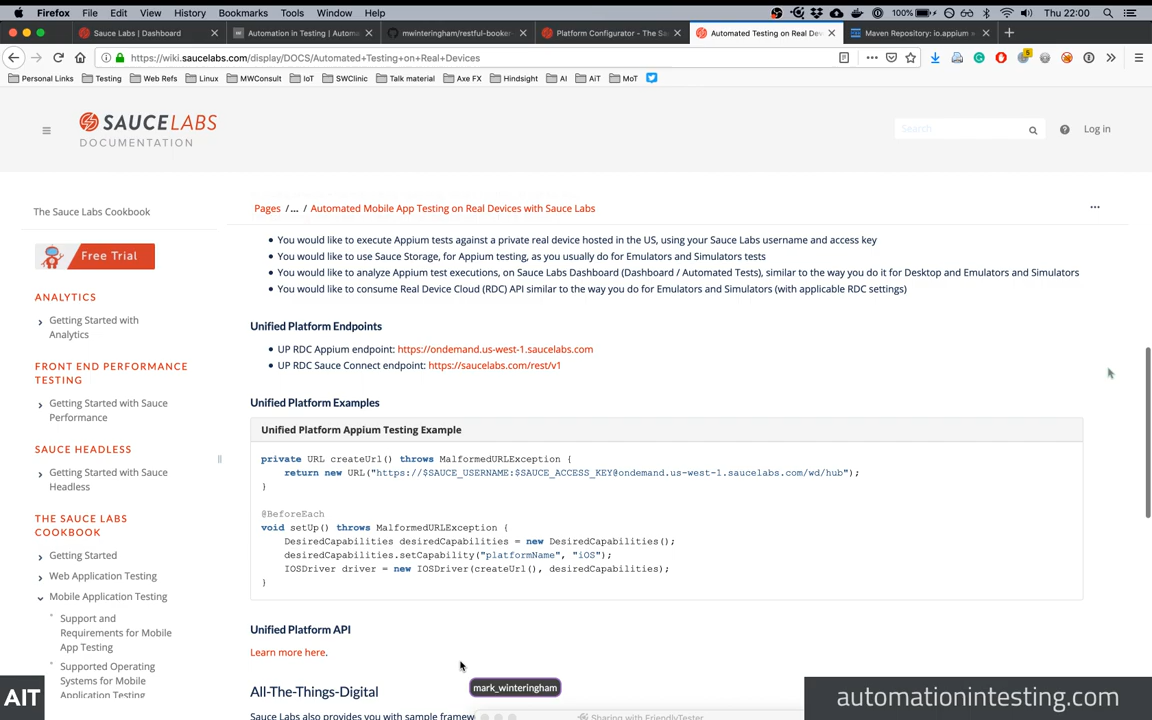 Firefox File Edit View History Bookmarks Tools Window Help 100% Thu 22:00
Sauce Labs | Dashboard
Automation in Testing | Autom
mwinteringham/restful-booker
Platform Configurator - The Sa
Automated Testing on Real Dev
Maven Repository: io.appium »
https://wiki.saucelabs.com/display/DOCS/Automated+Testing+on+Real+Devices
Personal Links Testing Web Refs Linux MWConsult IoT SWClinic Talk material Axe FX Hindsight AI AiT MoT
SAUCELABS
DOCUMENTATION
Search
Log in
The Sauce Labs Cookbook
Free Trial
ANALYTICS
Getting Started with
Analytics
FRONT END PERFORMANCE
TESTING
Getting Started with Sauce
Performance
SAUCE HEADLESS
Getting Started with Sauce
Headless
THE SAUCE LABS
COOKBOOK
Getting Started
Web Application Testing
Mobile Application Testing
Support and
Requirements for Mobile
App Testing
Supported Operating
Systems for Mobile
Application Testing
Pages /... / Automated Mobile App Testing on Real Devices with Sauce Labs
• You would like to execute Appium tests against a private real device hosted in the US, using your Sauce Labs username and access key
• You would like to use Sauce Storage, for Appium testing, as you usually do for Emulators and Simulators tests
• You would like to analyze Appium test executions, on Sauce Labs Dashboard (Dashboard / Automated Tests), similar to the way you do it for Desktop and Emulators and Simulators
• You would like to consume Real Device Cloud (RDC) API similar to the way you do for Emulators and Simulators (with applicable RDC settings)
Unified Platform Endpoints
• UP RDC Appium endpoint: https://ondemand.us-west-1.saucelabs.com
• UP RDC Sauce Connect endpoint: https://saucelabs.com/rest/v1
Unified Platform Examples
Unified Platform Appium Testing Example
private URL createUrl() throws MalformedURLException {
return new URL("https://$SAUCE_USERNAME:$SAUCE_ACCESS_KEY@ondemand.us-west-1.saucelabs.com/wd/hub");
}
@BeforeEach
void setUp() throws MalformedURLException {
DesiredCapabilities desiredCapabilities = new DesiredCapabilities();
desiredCapabilities.setCapability("platformName", "iOS");
IOSDriver driver = new IOSDriver(createUrl(), desiredCapabilities);
}
Unified Platform API
Learn more here.
mark_winteringham
All-The-Things-Digital
Sauce Labs also provides you with sample framew
Sharing with FriendlyTester
AIT
automationintesting.com